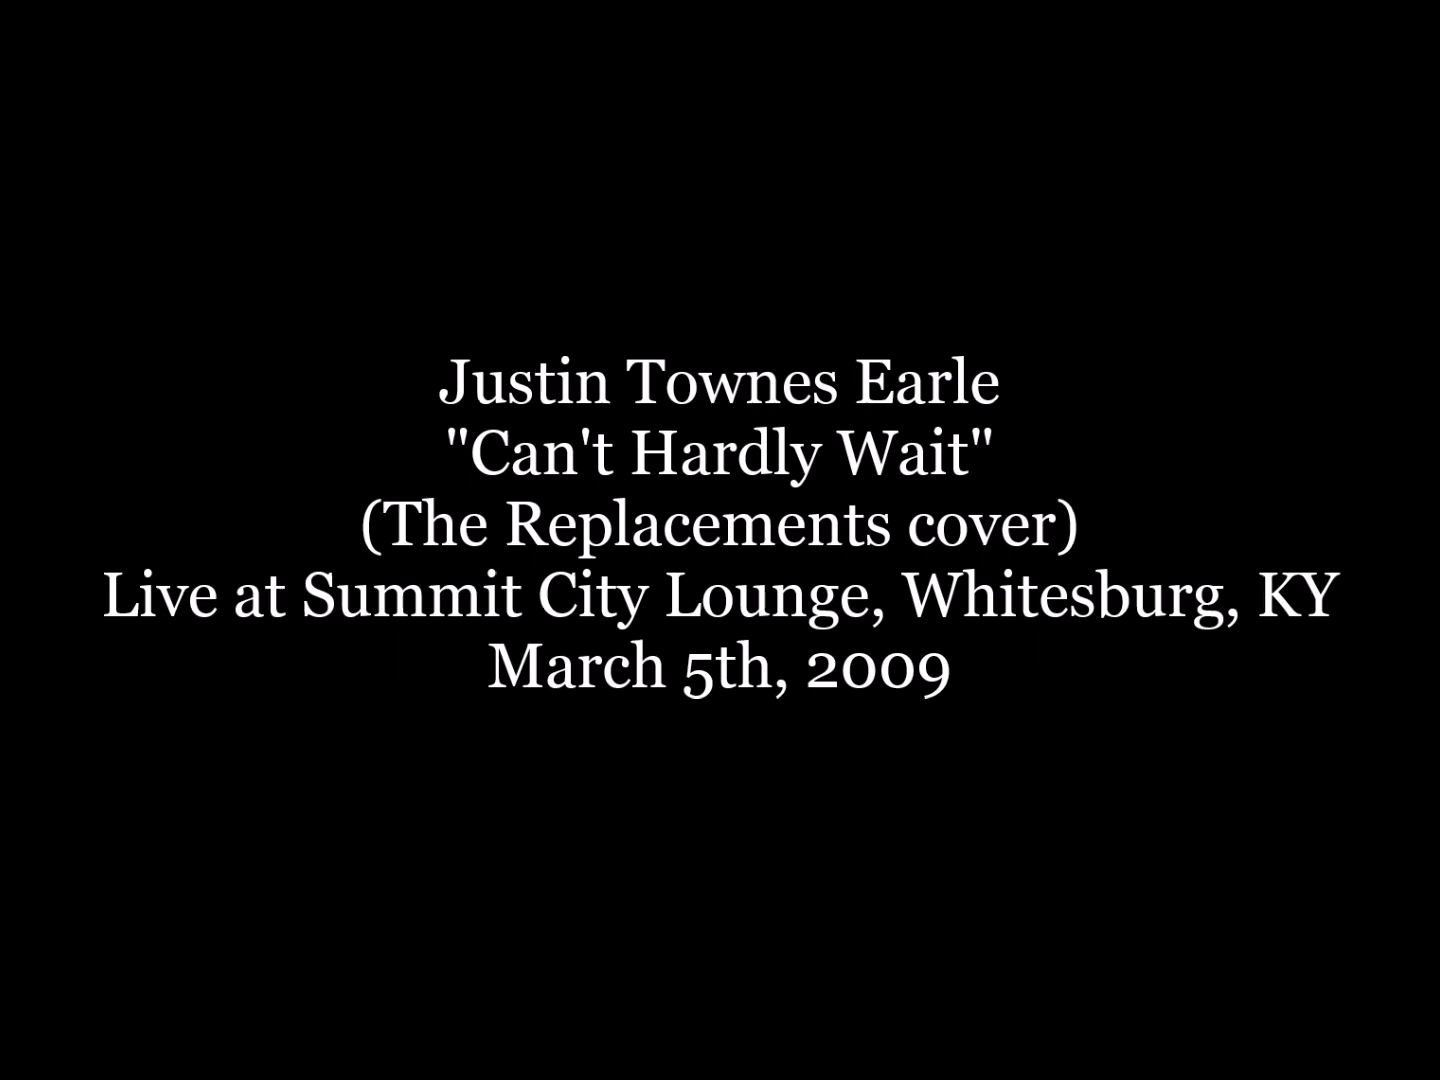 Justin Townes Earle
"Can't Hardly Wait"
(The Replacements cover)
Live at Summit City Lounge, Whitesburg, KY
March 5th, 2009